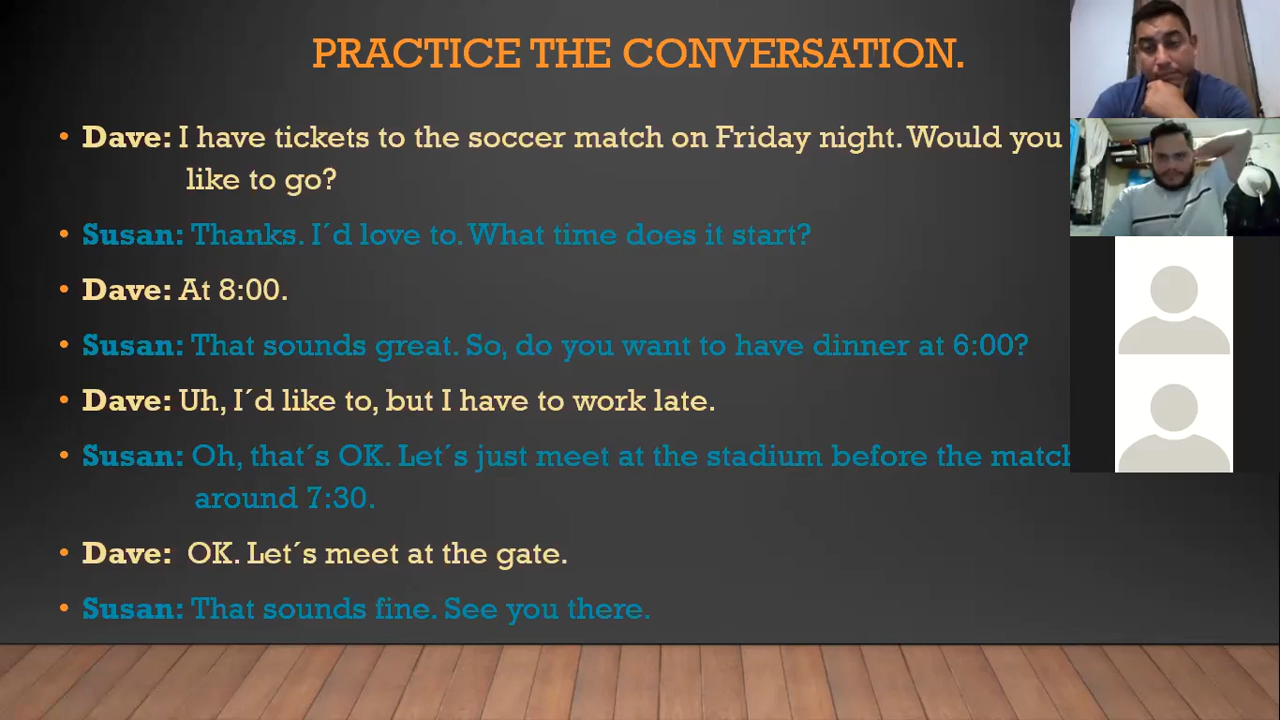 PRACTICE THE CONVERSATION.
• Dave: I have tickets to the soccer match on Friday night. Would you
like to go?
• Susan: Thanks. I´d love to. What time does it start?
• Dave: At 8:00.
• Susan: That sounds great. So, do you want to have dinner at 6:00?
• Dave: Uh, I´d like to, but I have to work late.
• Susan: Oh, that´s OK. Let´s just meet at the stadium before the match
around 7:30.
• Dave: OK. Let´s meet at the gate.
• Susan: That sounds fine. See you there.